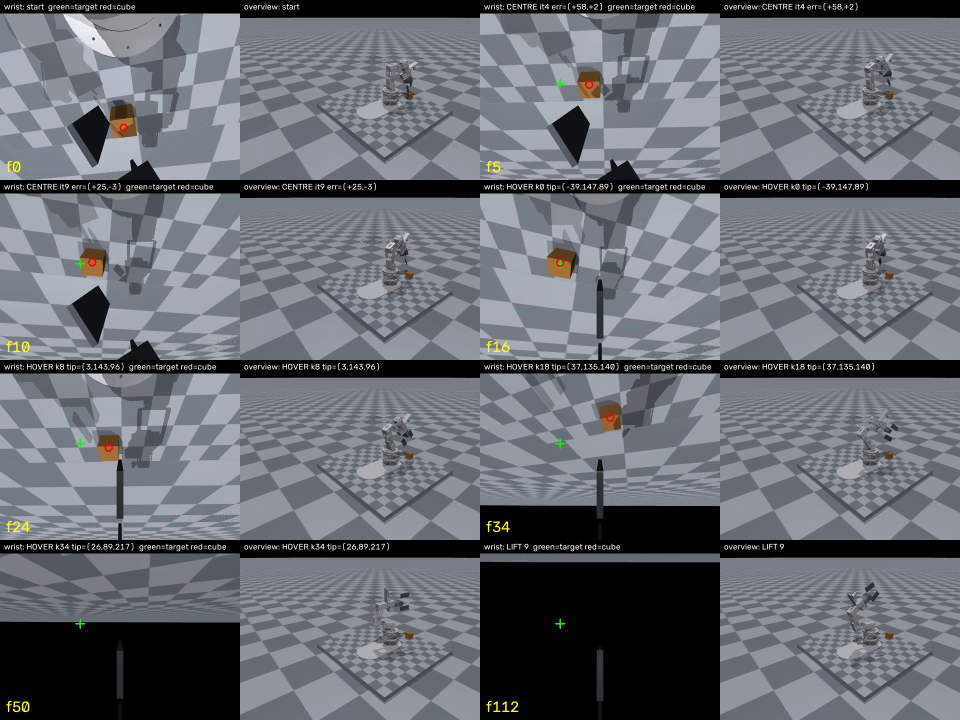 wrist: start green=target red=cube
overview: start
wrist: CENTRE it4 err=(+58,+2) green=target red=cube
overview: CENTRE it4 err=(+58,+2)
f0
f5
wrist: CENTRE it9 err=(+25,-3) green=target red=cube
overview: CENTRE it9 err=(+25,-3)
wrist: HOVER k0 tip=(-39,147,89) green=target red=cube
overview: HOVER k0 tip=(-39,147,89)
f10
f16
wrist: HOVER k8 tip=(3,143,96) green=target red=cube
overview: HOVER k8 tip=(3,143,96)
wrist: HOVER k18 tip=(37,135,140) green=target red=cube
overview: HOVER k18 tip=(37,135,140)
f24
f34
wrist: HOVER k34 tip=(26,89,217) green=target red=cube
overview: HOVER k34 tip=(26,89,217)
wrist: LIFT 9 green=target red=cube
overview: LIFT 9
f50
f112